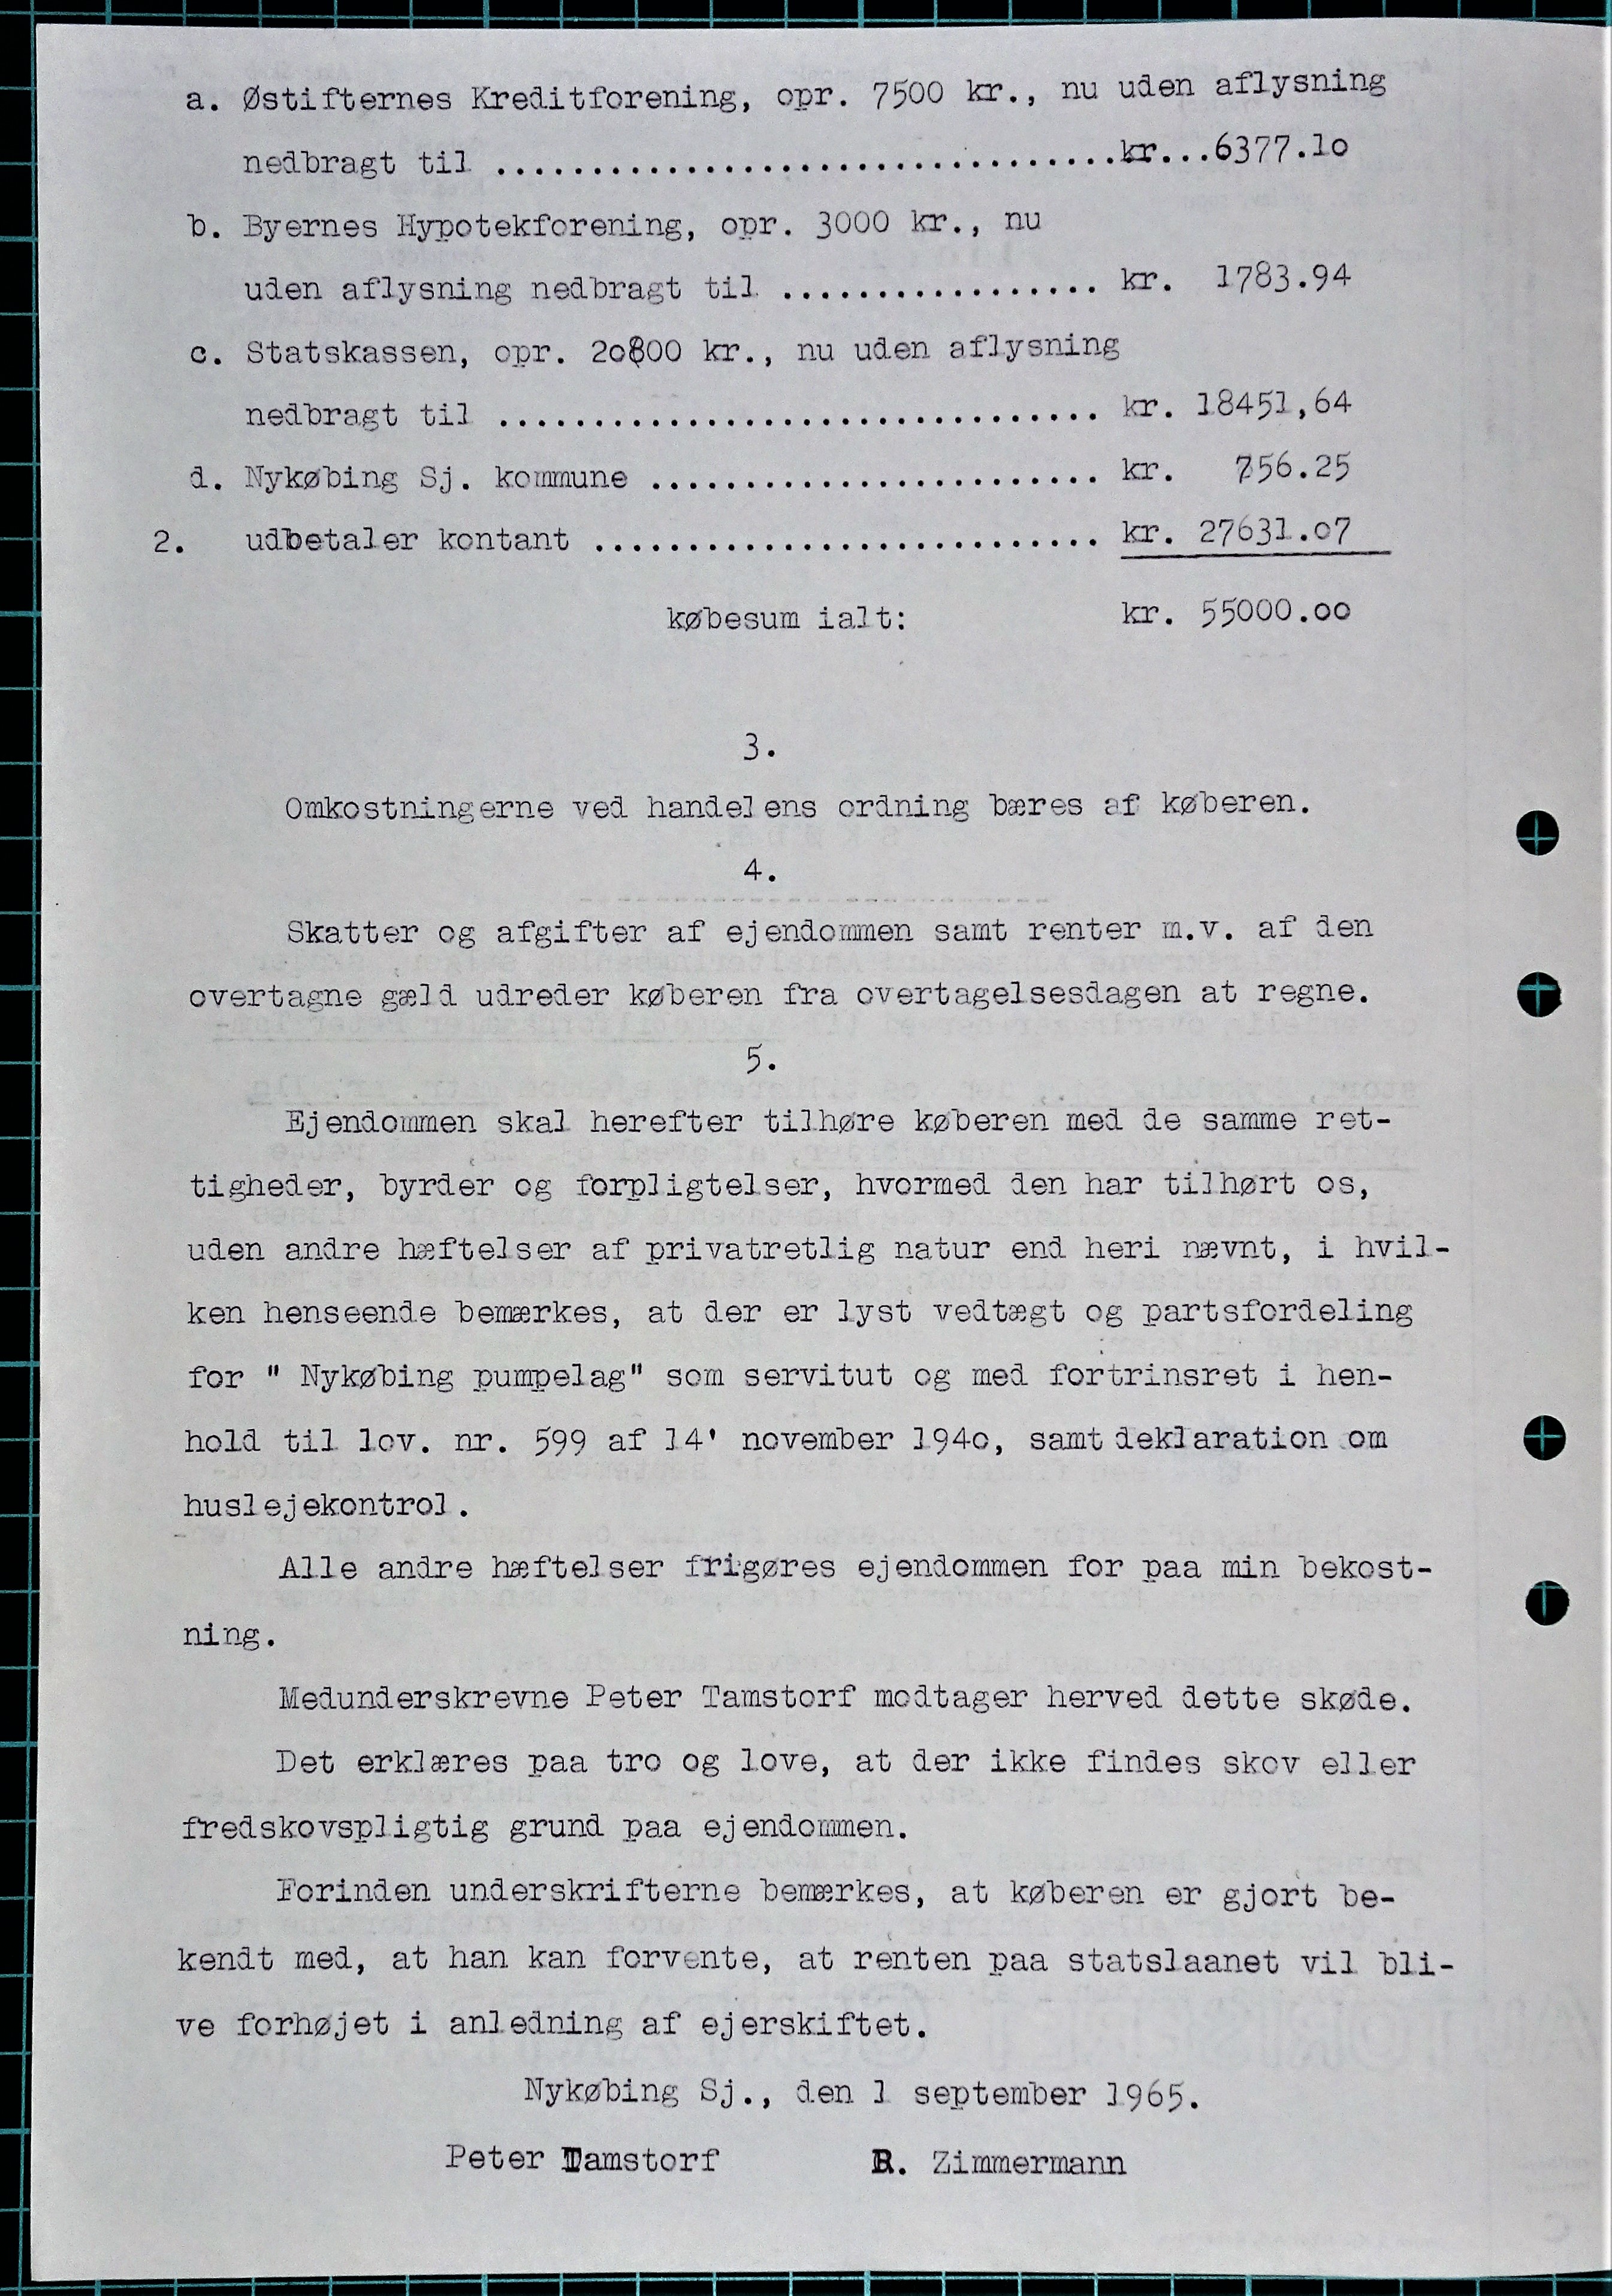 a. Østifternes Kreditforening, opr. 7500 kr., nu uden aflysning
nedbragt til .................................kr...6377.10
b. Byernes Hypotekforening, opr. 3000 kr., nu
uden aflysning nedbragt til ................. kr. 1783.94
c. Statskassen, opr. 20800 kr., nu uden aflysning
nedbragt til ................................ kr. 18451,64
d. Nykøbing Sj. kommune ........................ kr. 756.25
2. udbetaler kontant ........................... kr. 27631.07
købesum ialt: kr. 55000.00
3.
Omkostningerne ved handelens ordning bæres af køberen.
4.
Skatter og afgifter af ejendommen samt renter m.v. af den
overtagne gæld udreder køberen fra overtagelsesdagen at regne.
5.
Ejendommen skal herefter tilhøre køberen med de samme ret-
tigheder, byrder og forpligtelser, hvormed den har tilhørt os,
uden andre hæftelser af privatretlig natur end heri nævnt, i hvil-
ken henseende bemærkes, at der er lyst vedtægt og partsfordeling
for " Nykøbing pumpelag" som servitut og med fortrinsret i hen-
hold til lov. nr. 599 af 14' november 1940, samt deklaration om
huslejekontrol.
Alle andre hæftelser frigøres ejendommen for paa min bekost-
ning.
Medunderskrevne Peter Tamstorf modtager herved dette skøde.
Det erklæres paa tro og love, at der ikke findes skov eller
fredskovspligtig grund paa ejendommen.
Forinden underskrifterne bemærkes, at køberen er gjort be-
kendt med, at han kan forvente, at renten paa statslaanet vil bli-
ve forhøjet i anledning af ejerskiftet.
Nykøbing Sj., den 1 september 1965.
Peter Tamstorf R. Zimmermann